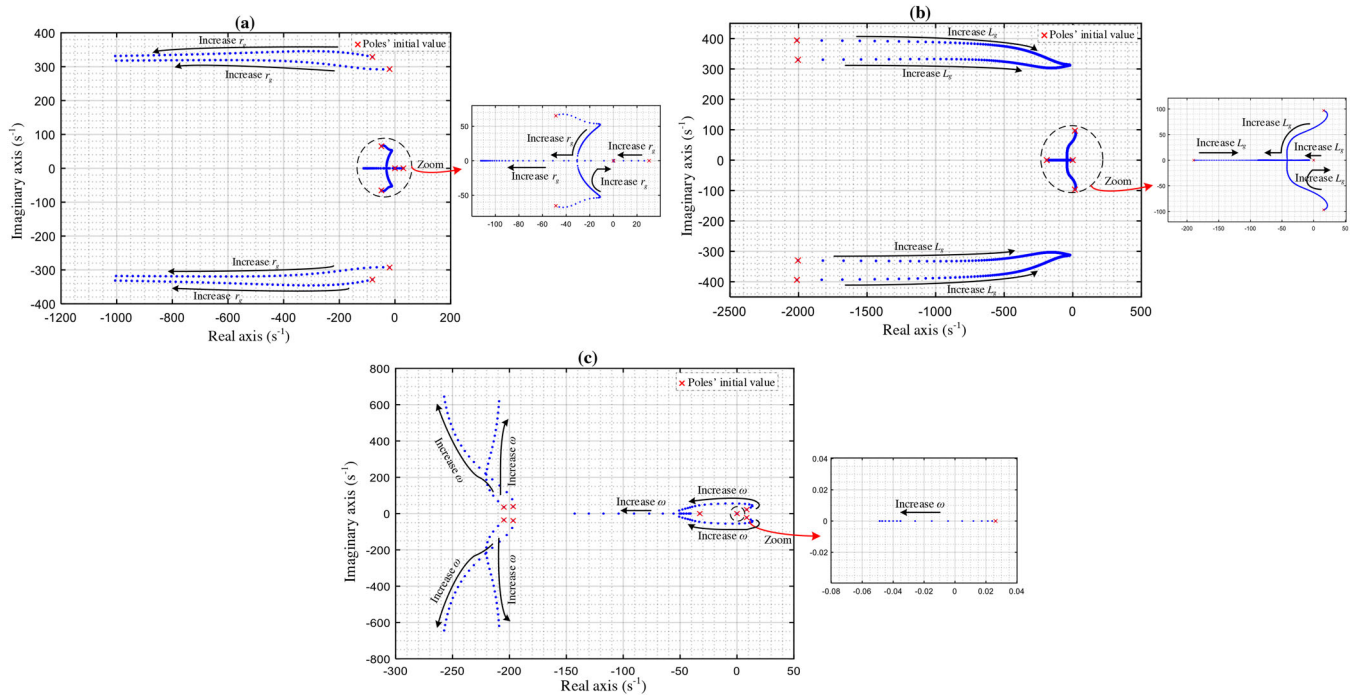 (a)
400
300
200
100
0
-100
-200
-300
-400
-1200
-1000
-800
-600
-400
-200
0
200
Imaginary axis (s⁻¹)
Real axis (s⁻¹)
× Poles' initial value
Increase r_g
Increase r_g
Increase r_g
Increase r_g
Zoom
50
0
-50
-100
-80
-60
-40
-20
0
20
Increase r_g
Increase r_g
Increase r_g
Increase r_g
(b)
400
300
200
100
0
-100
-200
-300
-400
-2500
-2000
-1500
-1000
-500
0
500
Imaginary axis (s⁻¹)
Real axis (s⁻¹)
× Poles' initial value
Increase L_g
Increase L_g
Increase L_g
Increase L_g
Zoom
100
50
0
-50
-100
-200
-150
-100
-50
0
50
Increase L_g
Increase L_g
Increase L_g
Increase L_g
(c)
800
600
400
200
0
-200
-400
-600
-800
-300
-250
-200
-150
-100
-50
0
50
Imaginary axis (s⁻¹)
Real axis (s⁻¹)
× Poles' initial value
Increase ω
Increase ω
Increase ω
Increase ω
Increase ω
Increase ω
Increase ω
Zoom
0.04
0.02
0
-0.02
-0.08
-0.06
-0.04
-0.02
0
0.02
0.04
Increase ω